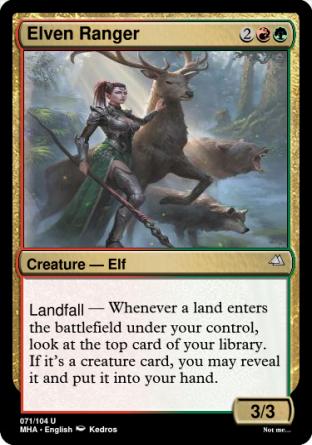 Elven Ranger 2
Creature — Elf
Landfall — Whenever a land enters
the battlefield under your control,
look at the top card of your library.
If it's a creature card, you may reveal
it and put it into your hand.
3/3
071/104 U
MHA • English Kedros
Not me...